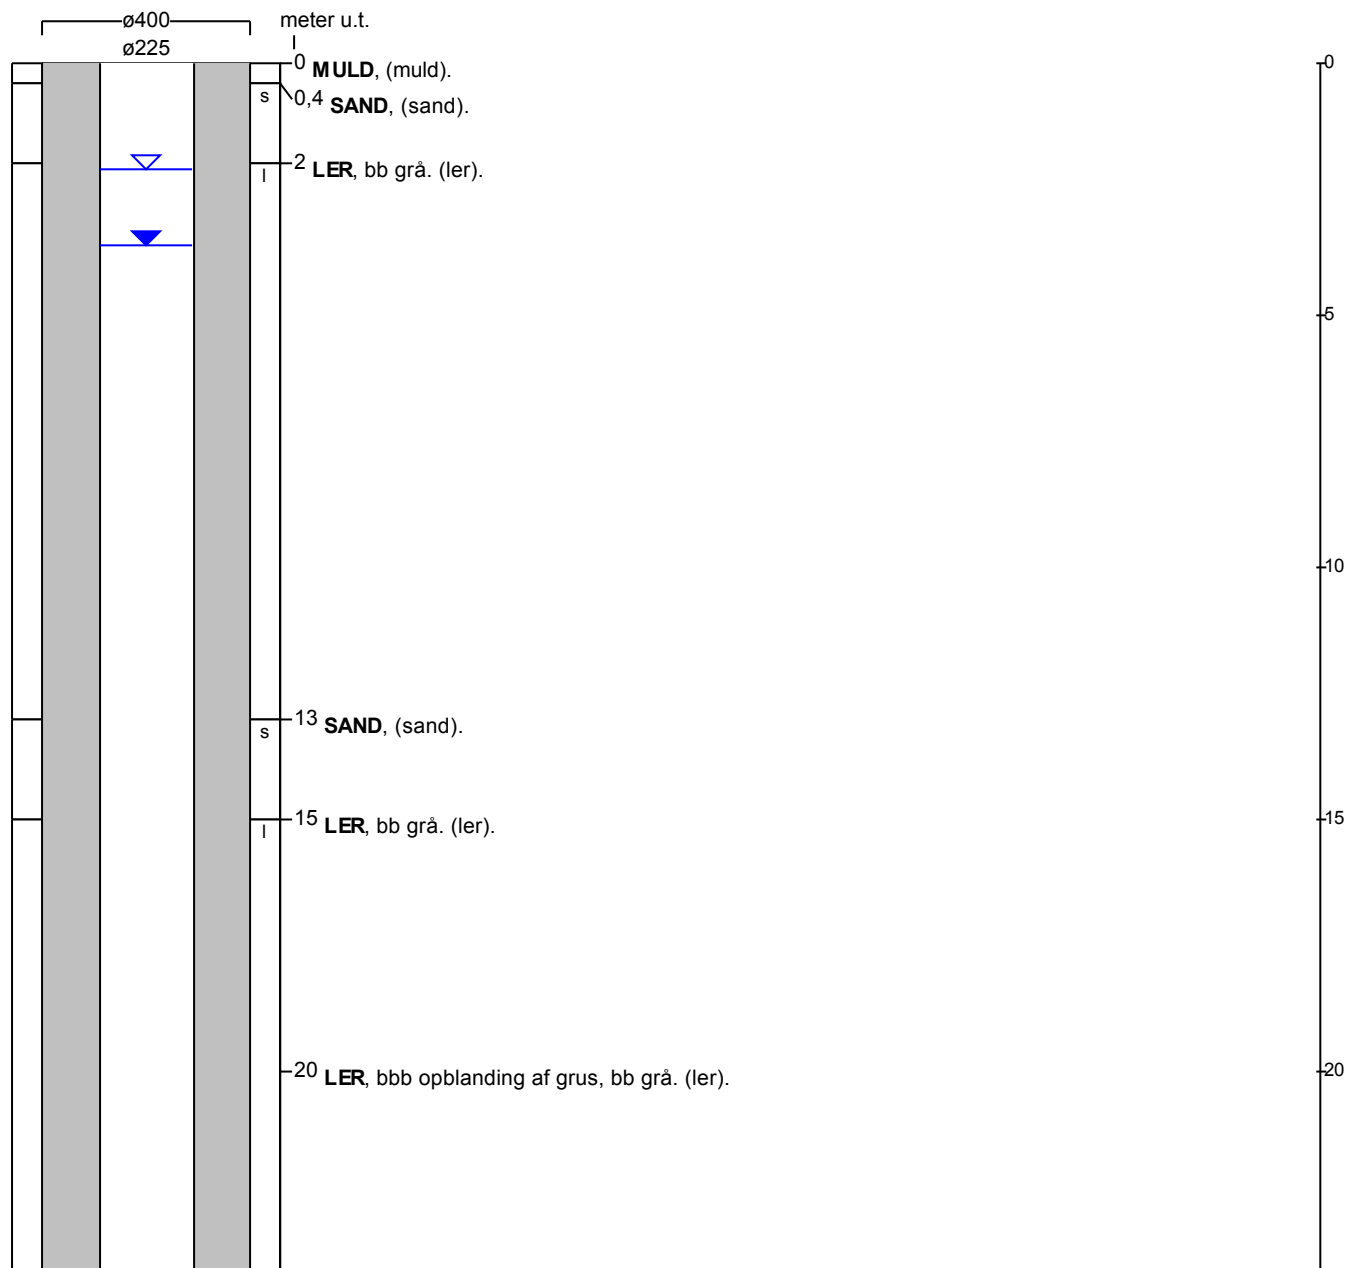 ø400 meter u.t.
ø225
0 MULD, (muld). 0
s 0,4 SAND, (sand).
2 LER, bb grå. (ler).
l
5
10
13 SAND, (sand).
s
15 LER, bb grå. (ler). 15
l
20 LER, bbb opblanding af grus, bb grå. (ler). 20